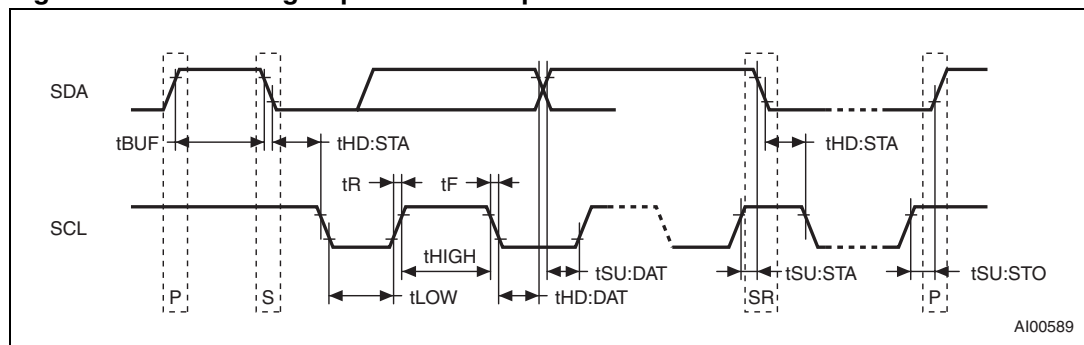 SDA
tBUF
tHD:STA
tHD:STA
tR
tF
SCL
tHIGH
tSU:DAT
tSU:STA
tSU:STO
P
S
tLOW
tHD:DAT
SR
P
AI00589